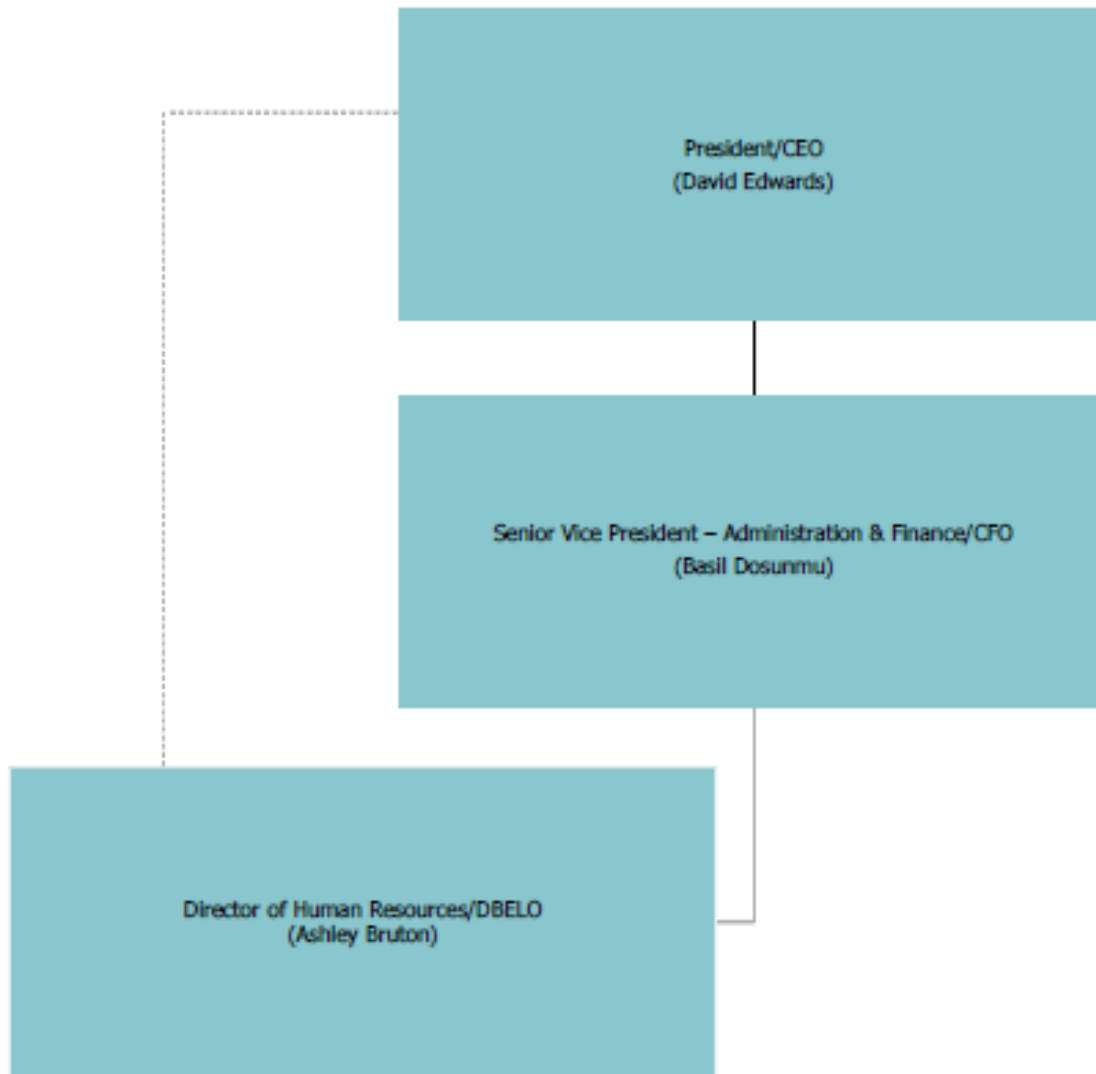 President/CEO
(David Edwards)
Senior Vice President – Administration & Finance/CFO
(Basil Dosunmu)
Director of Human Resources/DBELO
(Ashley Bruton)